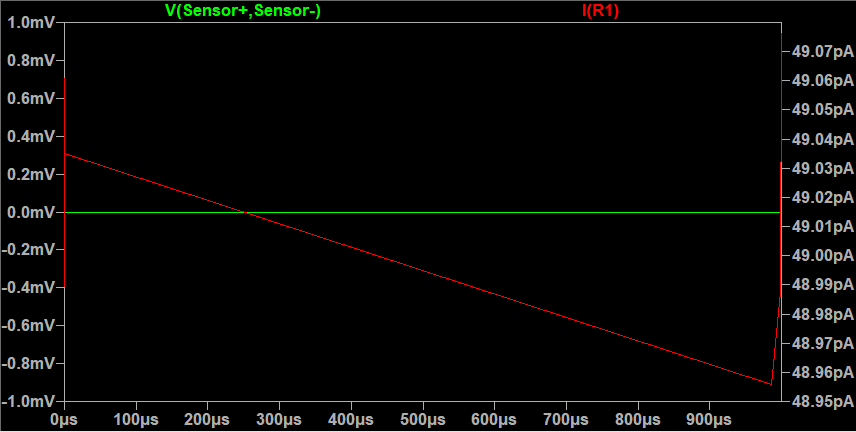 V(Sensor+,Sensor-) I(R1)
1.0mV
0.8mV
0.6mV
0.4mV
0.2mV
0.0mV
-0.2mV
-0.4mV
-0.6mV
-0.8mV
-1.0mV
49.07pA
49.06pA
49.05pA
49.04pA
49.03pA
49.02pA
49.01pA
49.00pA
48.99pA
48.98pA
48.97pA
48.96pA
48.95pA
0µs 100µs 200µs 300µs 400µs 500µs 600µs 700µs 800µs 900µs